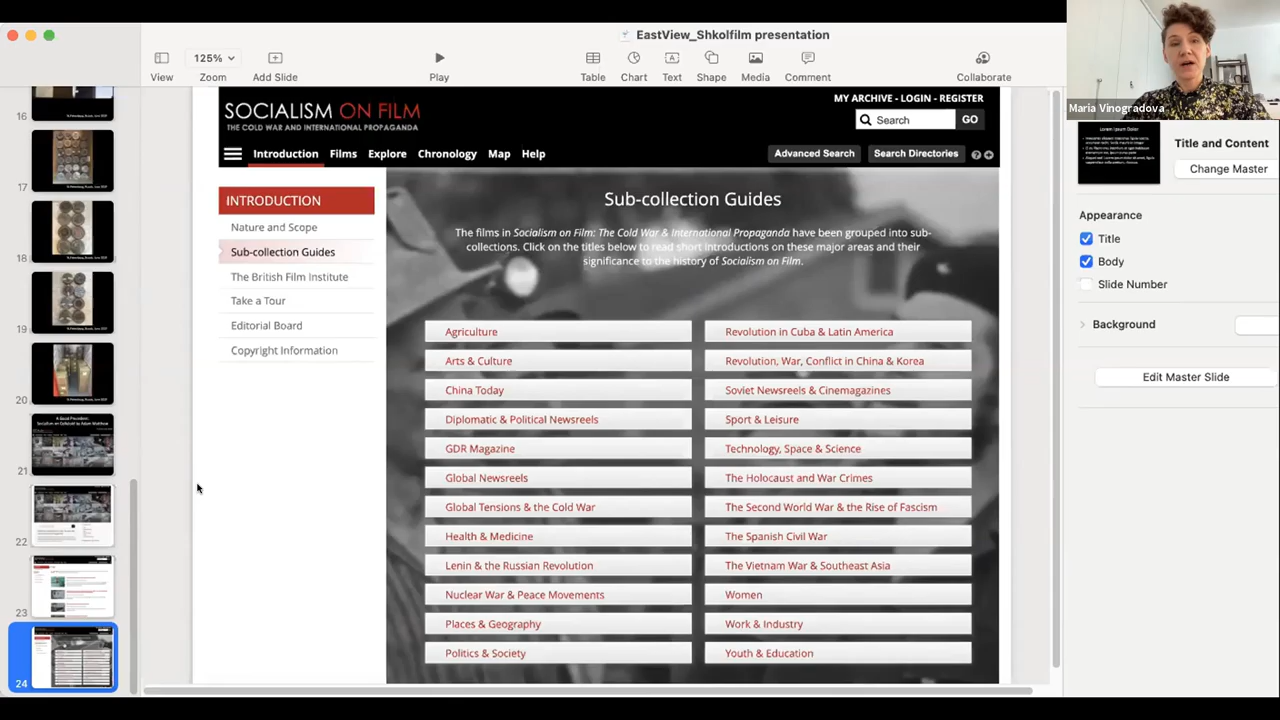 EastView_Shkolfilm presentation
125%
View
Zoom
Add Slide
Play
Table
Chart
Text
Shape
Media
Comment
Collaborate
Maria Vinogradova
16
17
18
19
20
21
22
23
24
SOCIALISM ON FILM
THE COLD WAR AND INTERNATIONAL PROPAGANDA
MY ARCHIVE - LOGIN - REGISTER
Search GO
Introduction Films Explore Chronology Map Help
Advanced Search Search Directories
INTRODUCTION
Nature and Scope
Sub-collection Guides
The British Film Institute
Take a Tour
Editorial Board
Copyright Information
Sub-collection Guides
The films in Socialism on Film: The Cold War & International Propaganda have been grouped into sub-
collections. Click on the titles below to read short introductions on these major areas and their
significance to the history of Socialism on Film.
Agriculture
Arts & Culture
China Today
Diplomatic & Political Newsreels
GDR Magazine
Global Newsreels
Global Tensions & the Cold War
Health & Medicine
Lenin & the Russian Revolution
Nuclear War & Peace Movements
Places & Geography
Politics & Society
Revolution in Cuba & Latin America
Revolution, War, Conflict in China & Korea
Soviet Newsreels & Cinemagazines
Sport & Leisure
Technology, Space & Science
The Holocaust and War Crimes
The Second World War & the Rise of Fascism
The Spanish Civil War
The Vietnam War & Southeast Asia
Women
Work & Industry
Youth & Education
Lorem Ipsum Dolor
Title and Content
Change Master
Appearance
Title
Body
Slide Number
Background
Edit Master Slide